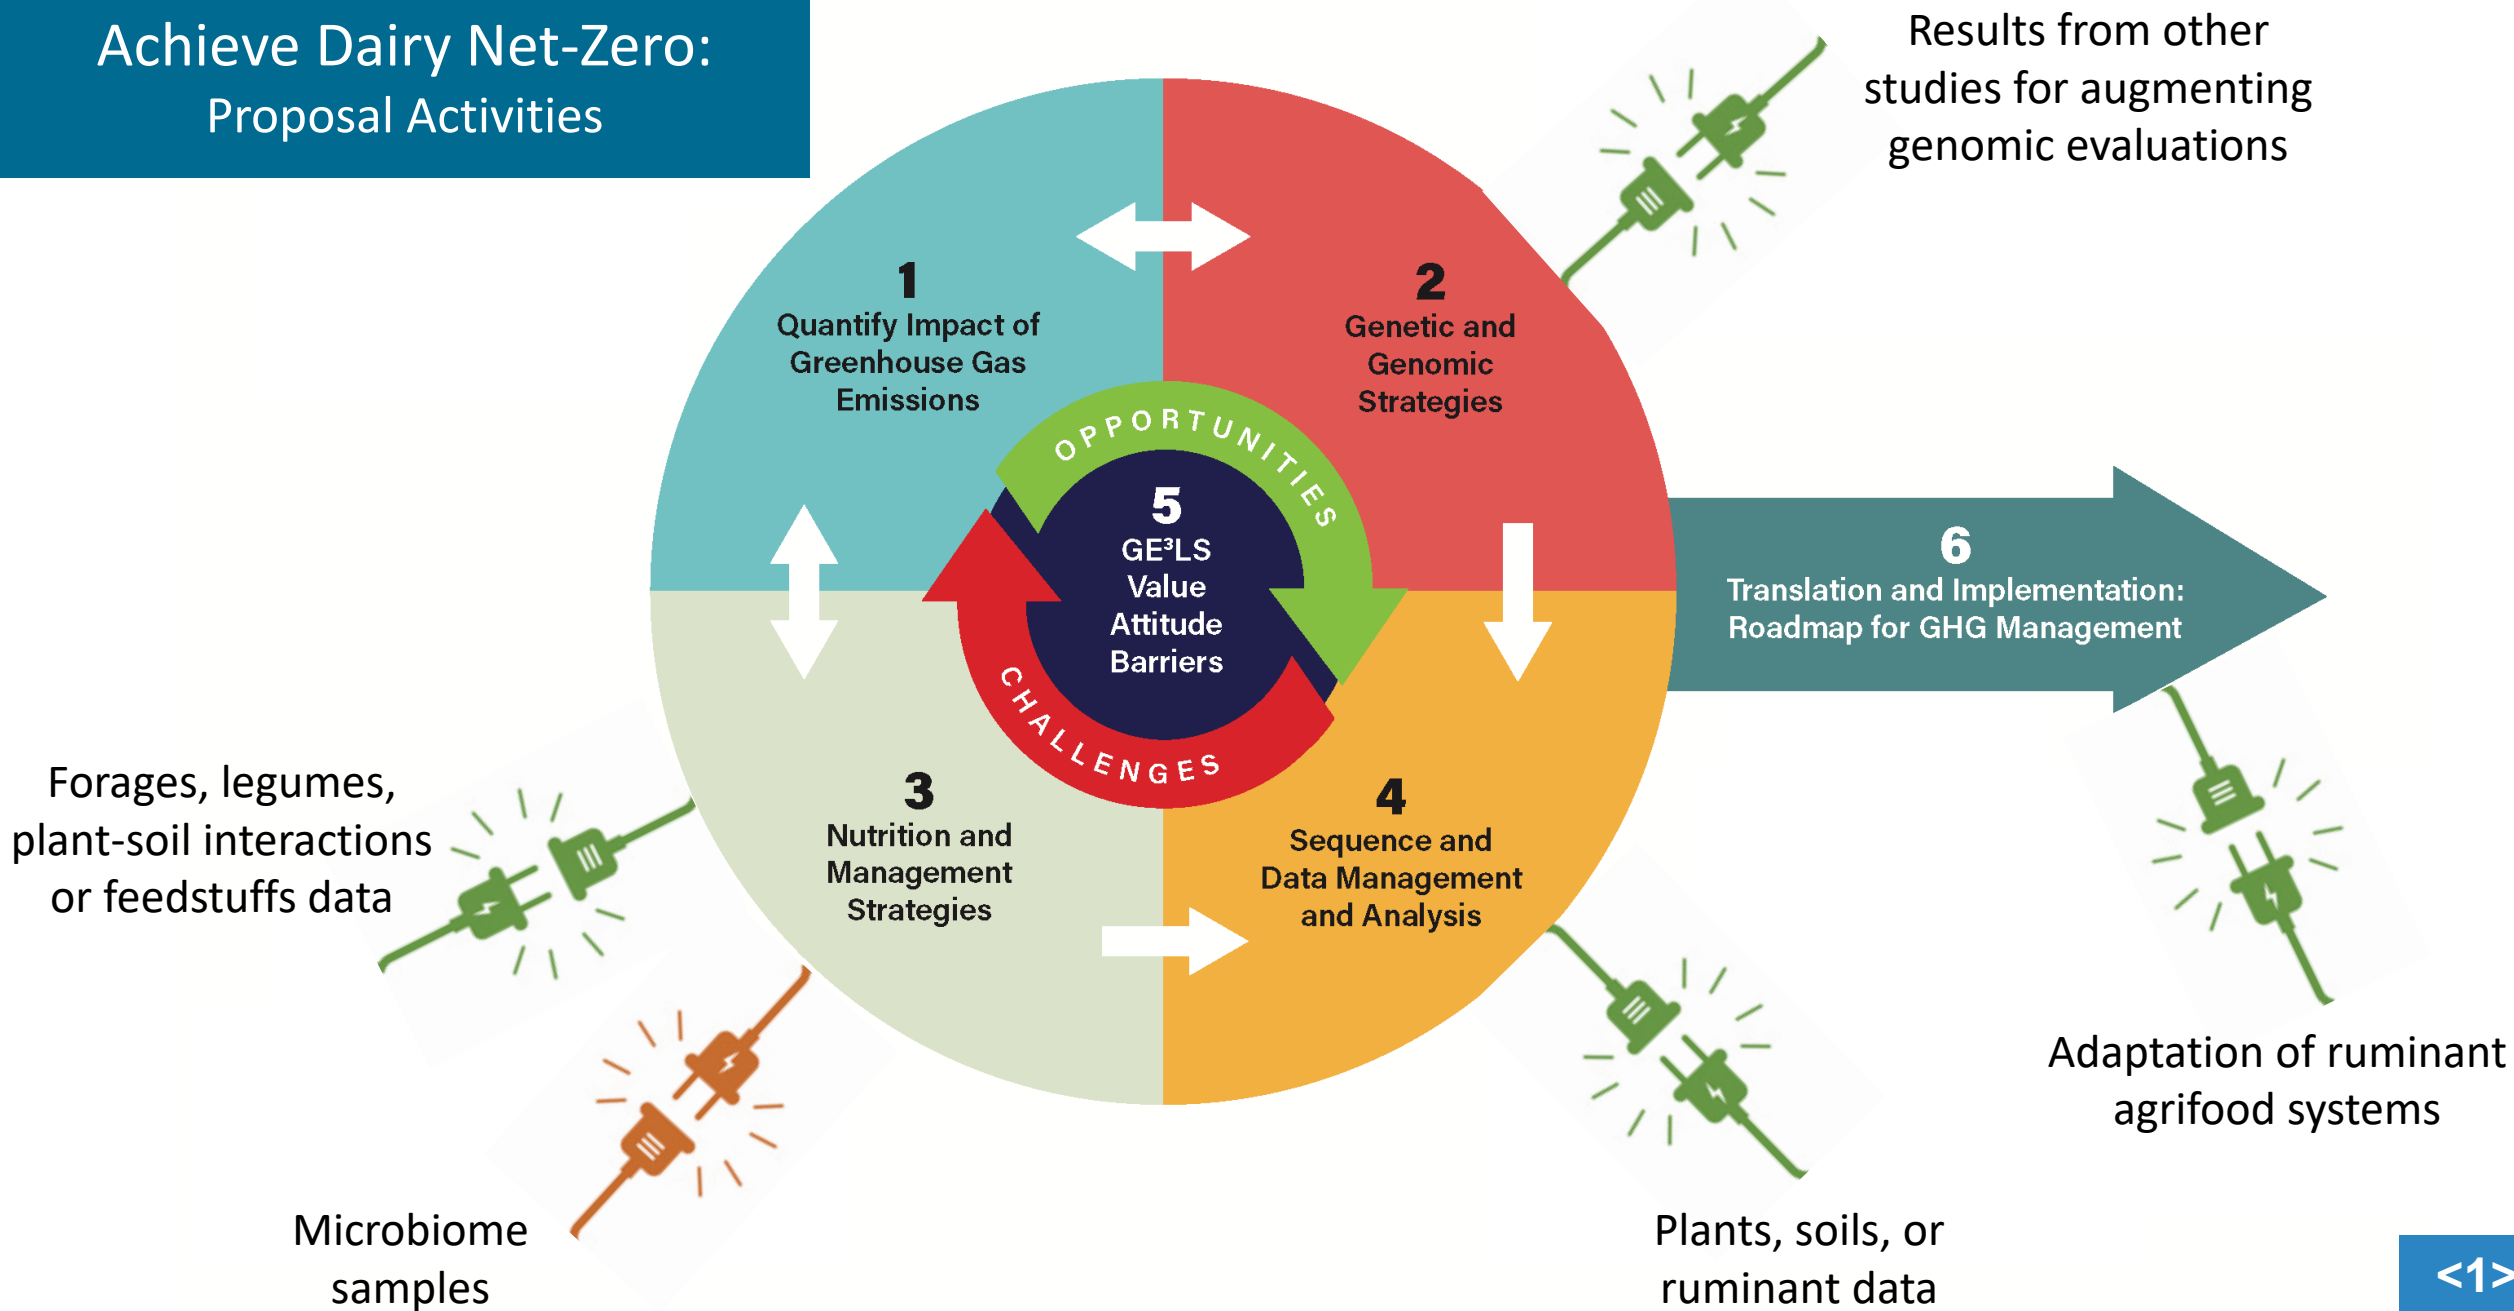 Achieve Dairy Net-Zero:
Proposal Activities
Results from other
studies for augmenting
genomic evaluations
1
Quantify Impact of
Greenhouse Gas
Emissions
2
Genetic and
Genomic
Strategies
OPPORTUNITIES
5
GE³LS
Value
Attitude
Barriers
CHALLENGES
6
Translation and Implementation:
Roadmap for GHG Management
3
Nutrition and
Management
Strategies
4
Sequence and
Data Management
and Analysis
Forages, legumes,
plant-soil interactions
or feedstuffs data
Microbiome
samples
Plants, soils, or
ruminant data
Adaptation of ruminant
agrifood systems
<1>